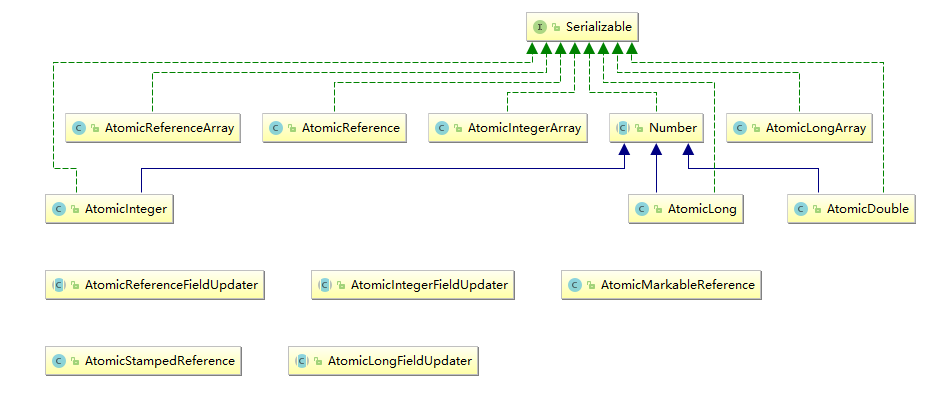 Serializable
AtomicReferenceArray
AtomicReference
AtomicIntegerArray
Number
AtomicLongArray
AtomicInteger
AtomicLong
AtomicDouble
AtomicReferenceFieldUpdater
AtomicIntegerFieldUpdater
AtomicMarkableReference
AtomicStampedReference
AtomicLongFieldUpdater